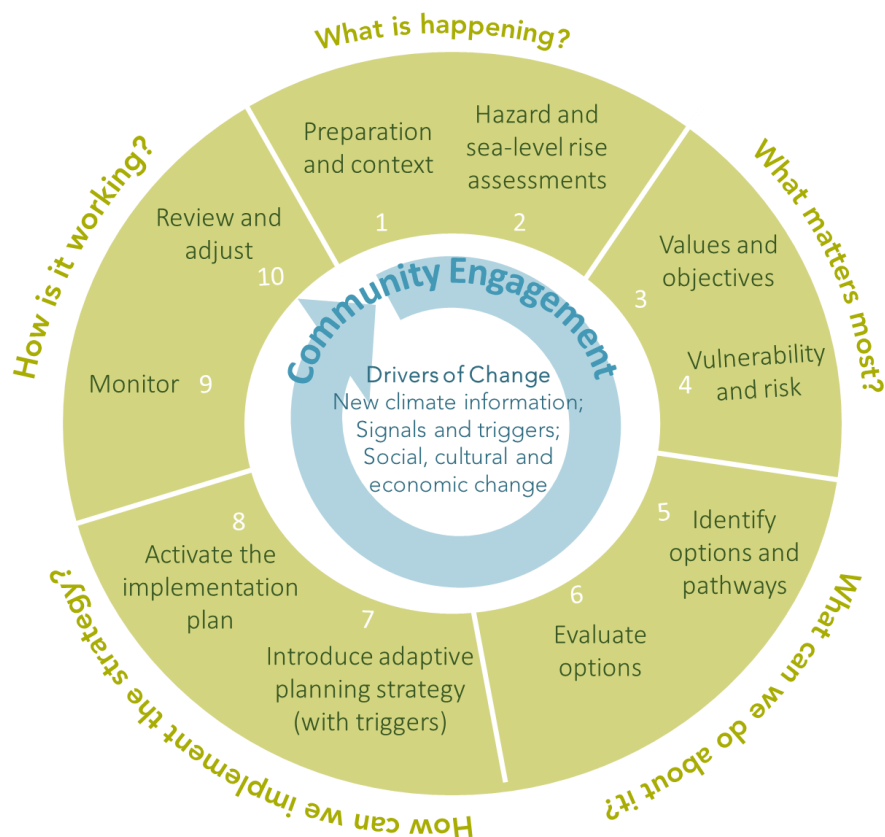 What is happening?
Preparation
and context
1
Hazard and
sea-level rise
assessments
2
What matters most?
Values and
objectives
3
Vulnerability
and risk
4
What can we do about it?
5
Identify
options and
pathways
6
Evaluate
options
How can we implement the strategy?
7
Introduce adaptive
planning strategy
(with triggers)
8
Activate the
implementation
plan
How is it working?
Monitor 9
Review and
adjust
10
Community Engagement
Drivers of Change
New climate information;
Signals and triggers;
Social, cultural and
economic change